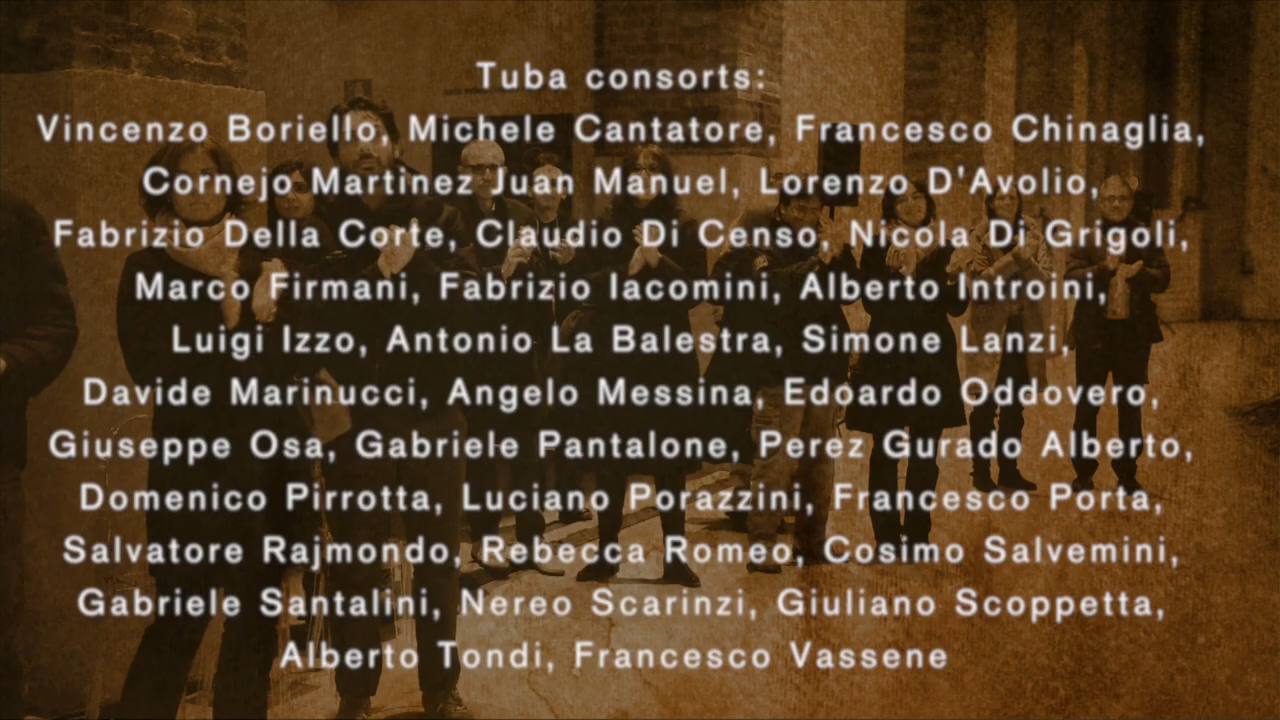 Tuba consorts:
Vincenzo Boriello, Michele Cantatore, Francesco Chinaglia,
Cornejo Martinez Juan Manuel, Lorenzo D'Avolio,
Fabrizio Della Corte, Claudio Di Censo, Nicola Di Grigoli,
Marco Firmani, Fabrizio Iacomini, Alberto Introini,
Luigi Izzo, Antonio La Balestra, Simone Lanzi,
Davide Marinucci, Angelo Messina, Edoardo Oddovero,
Giuseppe Osa, Gabriele Pantalone, Perez Gurado Alberto,
Domenico Pirrotta, Luciano Porazzini, Francesco Porta,
Salvatore Rajmondo, Rebecca Romeo, Cosimo Salvemini,
Gabriele Santalini, Nereo Scarinzi, Giuliano Scoppetta,
Alberto Tondi, Francesco Vassene